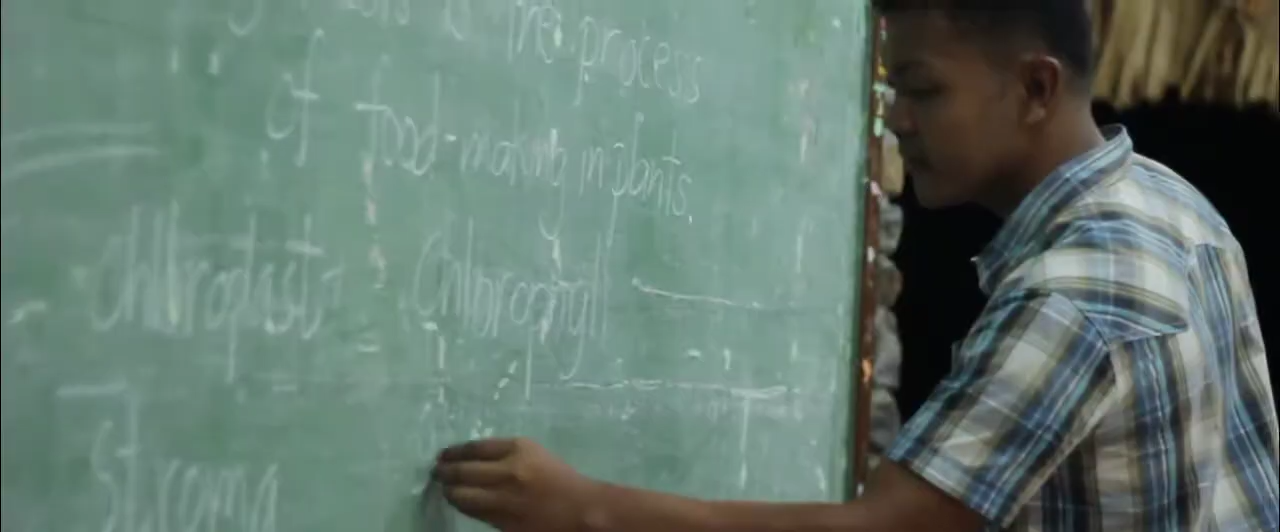 the process
of food-making in plants.
- Chloroplast - Chlorophyll
Stroma